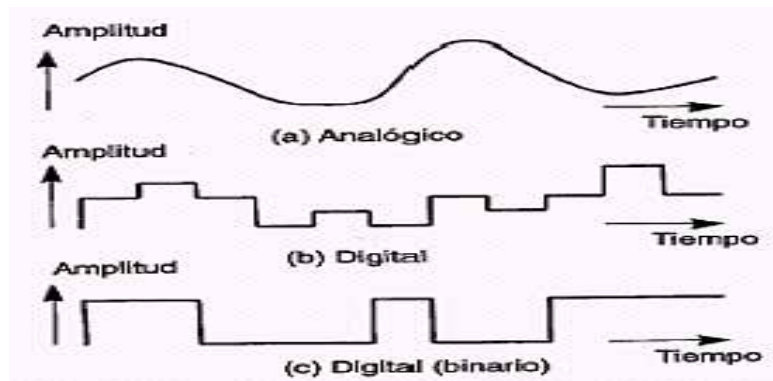 Amplitud
Tiempo
(a) Analógico
Amplitud
Tiempo
(b) Digital
Amplitud
Tiempo
(c) Digital (binario)